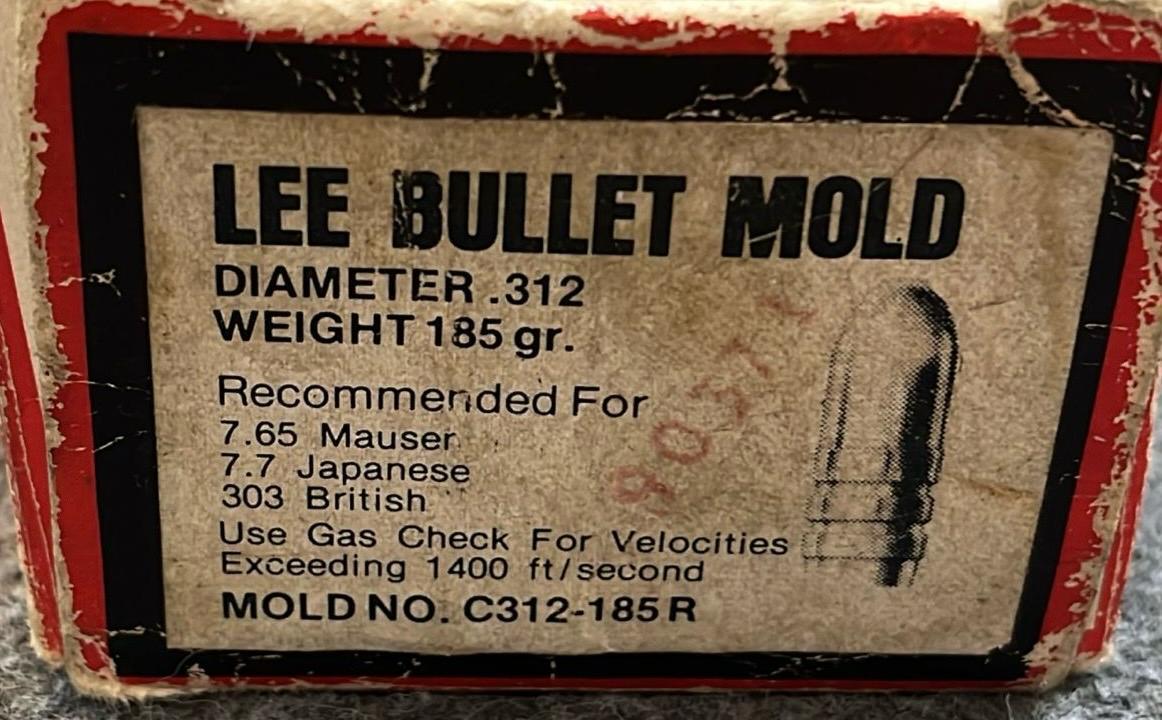 LEE BULLET MOLD
DIAMETER .312
WEIGHT 185 gr.
Recommended For
7.65 Mauser
7.7 Japanese
303 British
Use Gas Check For Velocities
Exceeding 1400 ft/second
MOLD NO. C312-185 R